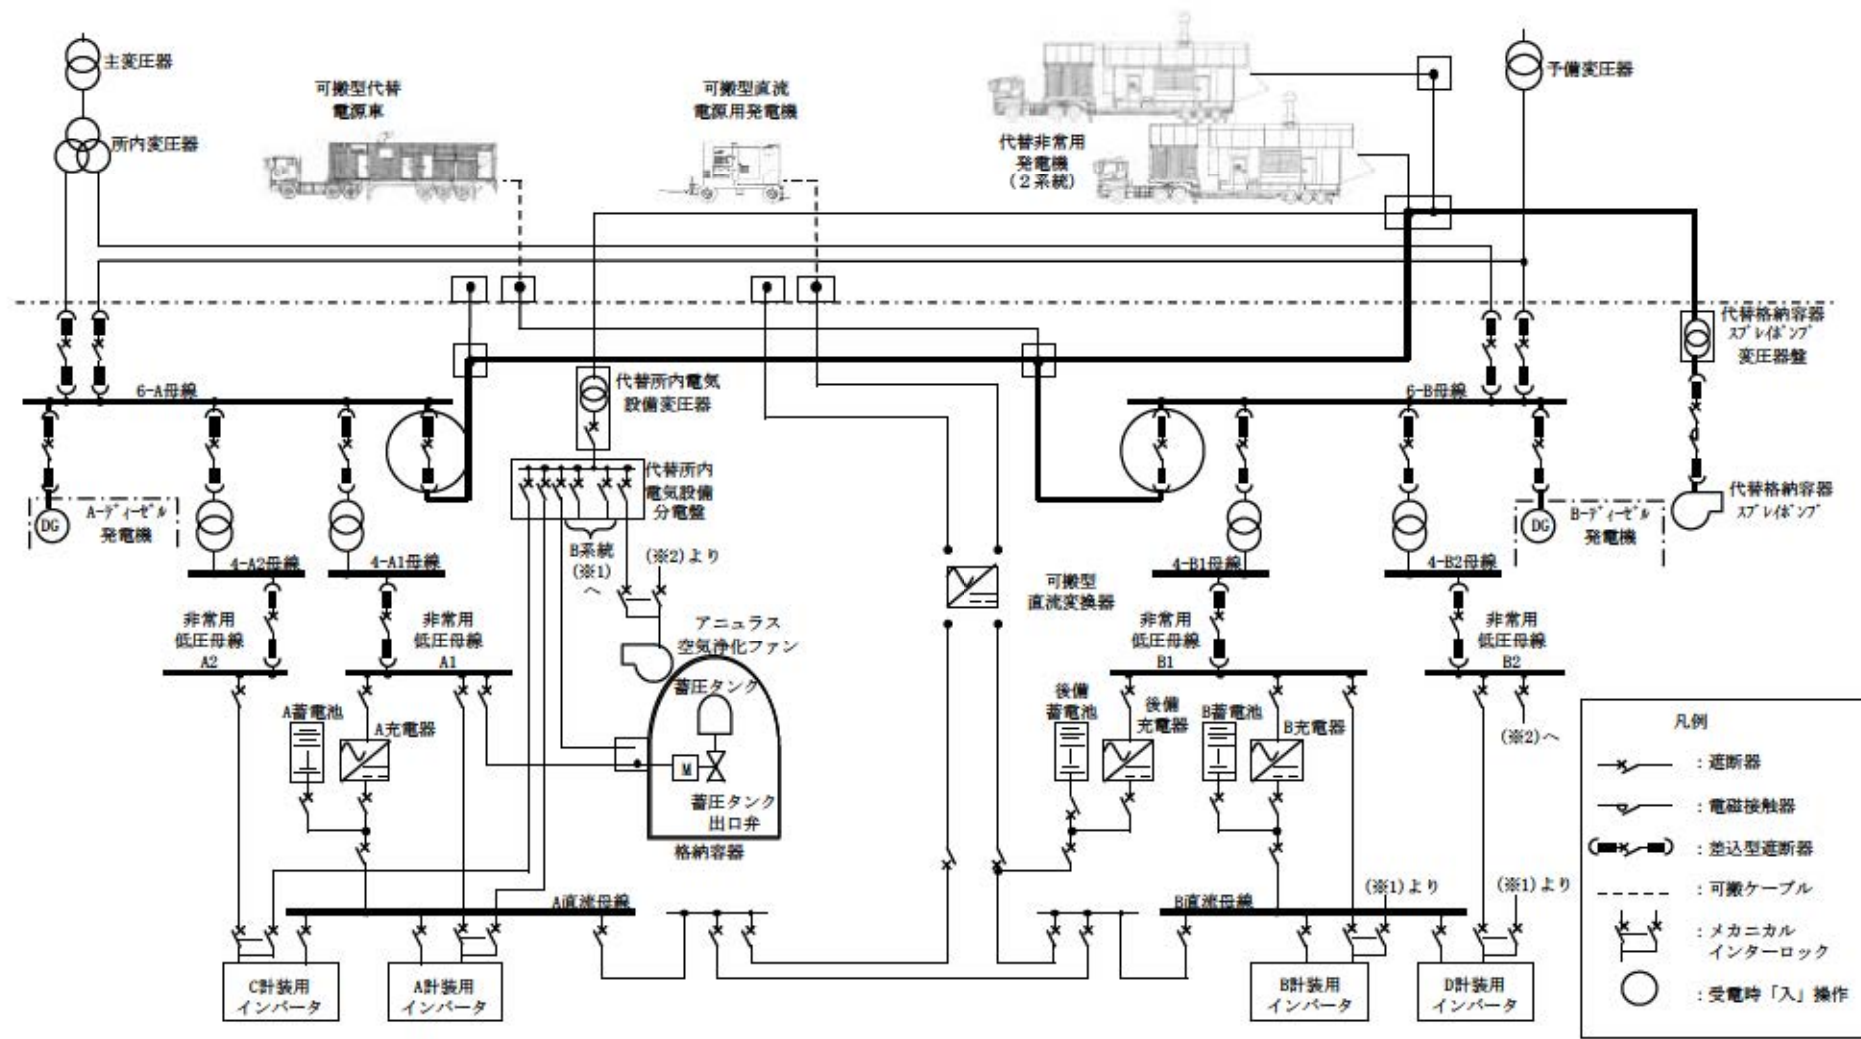 主変圧器
所内変圧器
可搬型代替
電源車
可搬型直流
電源用発電機
代替非常用
発電機
(2系統)
予備変圧器
代替格納容器
スプレイポンプ
変圧器盤
6-A母線
代替所内電気
設備変圧器
6-B母線
代替所内
電気設備
分電盤
DG
A-ディーゼル
発電機
B系統
(※1)
へ
(※2)より
DG
B-ディーゼル
発電機
代替格納容器
スプレイポンプ
4-A2母線
4-A1母線
4-B1母線
4-B2母線
可搬型
直流変換器
非常用
低圧母線
A2
非常用
低圧母線
A1
アニュラス
空気浄化ファン
非常用
低圧母線
B1
非常用
低圧母線
B2
蓄圧タンク
A蓄電池
A充電器
M
蓄圧タンク
出口弁
格納容器
後備
蓄電池
後備
充電器
B蓄電池
B充電器
(※2)へ
A直流母線
B直流母線
(※1)より
(※1)より
C計装用
インバータ
A計装用
インバータ
B計装用
インバータ
D計装用
インバータ
凡例
:遮断器
:電磁接触器
:差込型遮断器
:可搬ケーブル
:メカニカル
インターロック
:受電時「入」操作